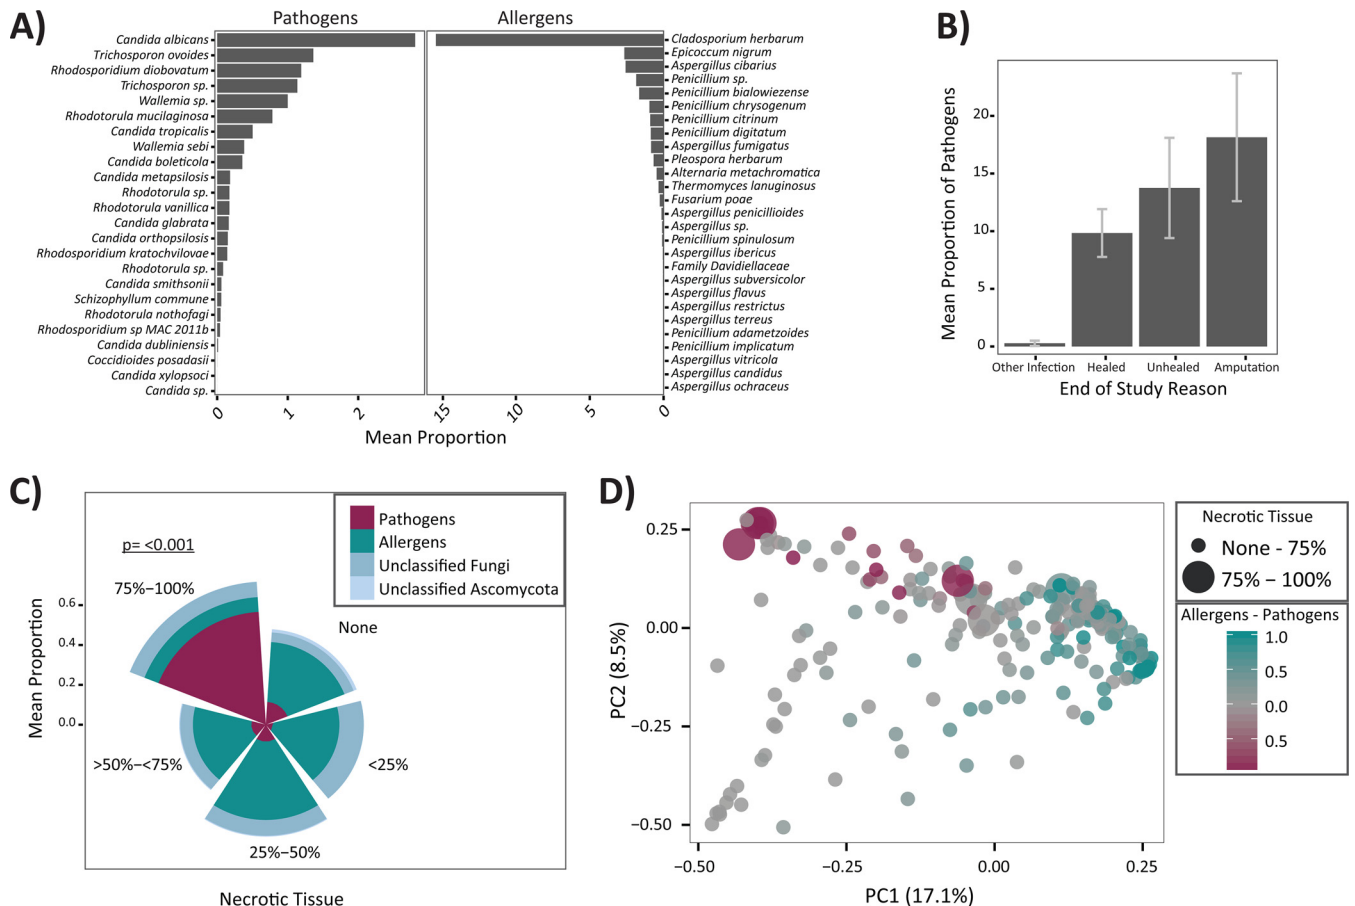 A)
Pathogens
Allergens
Candida albicans
Trichosporon ovoides
Rhodosporidium diobovatum
Trichosporon sp.
Wallemia sp.
Rhodotorula mucilaginosa
Candida tropicalis
Wallemia sebi
Candida boleticola
Candida metapsilosis
Rhodotorula sp.
Rhodotorula vanillica
Candida glabrata
Candida orthopsilosis
Rhodosporidium kratochvilovae
Rhodotorula sp.
Candida smithsonii
Schizophyllum commune
Rhodotorula nothofagi
Rhodosporidium sp MAC 2011b
Candida dubliniensis
Coccidioides posadasii
Candida xylopsoci
Candida sp.
Cladosporium herbarum
Epicoccum nigrum
Aspergillus cibarius
Penicillium sp.
Penicillium bialowiezense
Penicillium chrysogenum
Penicillium citrinum
Penicillium digitatum
Aspergillus fumigatus
Pleospora herbarum
Alternaria metachromatica
Thermomyces lanuginosus
Fusarium poae
Aspergillus penicillioides
Aspergillus sp.
Penicillium spinulosum
Aspergillus ibericus
Family Davidiellaceae
Aspergillus subversicolor
Aspergillus flavus
Aspergillus restrictus
Aspergillus terreus
Penicillium adametzoides
Penicillium implicatum
Aspergillus vitricola
Aspergillus candidus
Aspergillus ochraceus
0 1 2
15 10 5 0
Mean Proportion
B)
Mean Proportion of Pathogens
20
15
10
5
0
Other Infection Healed Unhealed Amputation
End of Study Reason
C)
Pathogens
Allergens
Unclassified Fungi
Unclassified Ascomycota
p= <0.001
75%−100%
None
<25%
25%−50%
>50%−<75%
Mean Proportion
0.6
0.4
0.2
0.0
Necrotic Tissue
D)
PC2 (8.5%)
0.25
0.00
−0.25
−0.50
−0.50 −0.25 0.00 0.25
PC1 (17.1%)
Necrotic Tissue
None - 75%
75% − 100%
Allergens - Pathogens
1.0
0.5
0.0
0.5